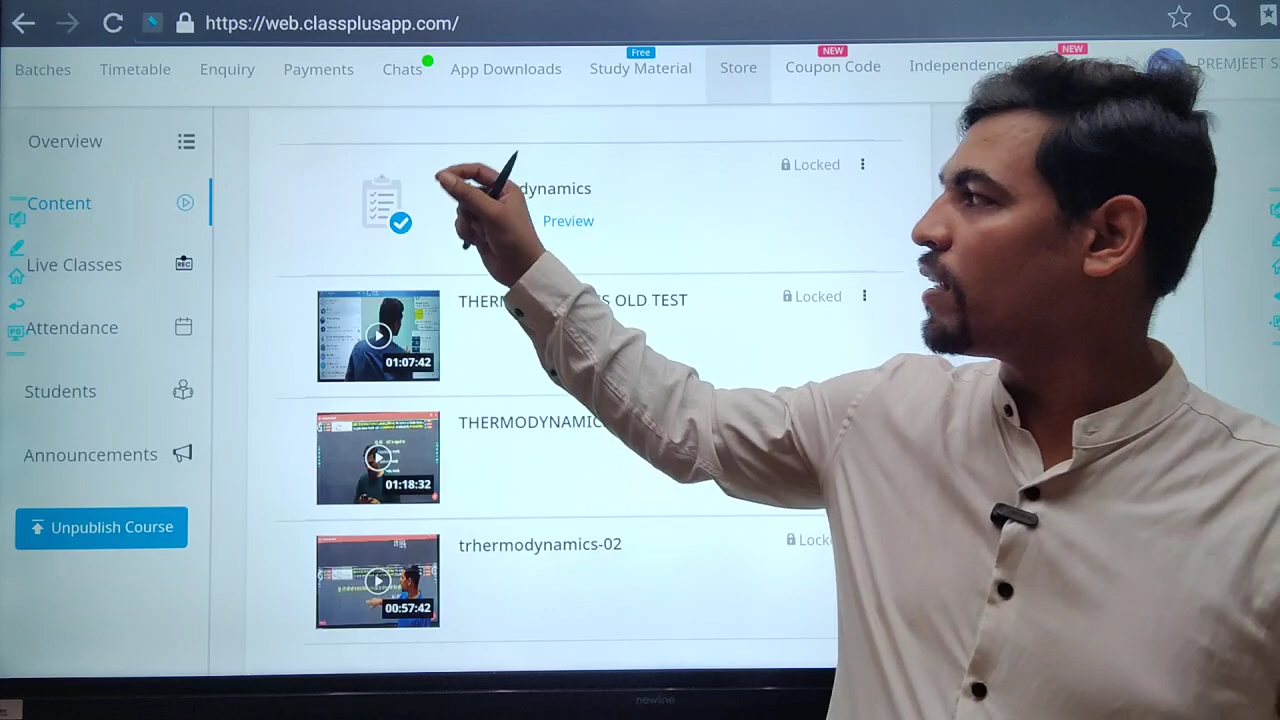 https://web.classplusapp.com/
Free
NEW
NEW
Batches
Timetable
Enquiry
Payments
Chats
App Downloads
Study Material
Store
Coupon Code
Independence
PREMJEET S
Overview
Content
Live Classes
REC
Attendance
Students
Announcements
Unpublish Course
dynamics
Locked
Preview
THER S OLD TEST
Locked
01:07:42
THERMODYNAMIC
01:18:32
trhermodynamics-02
Lock
00:57:42
newline